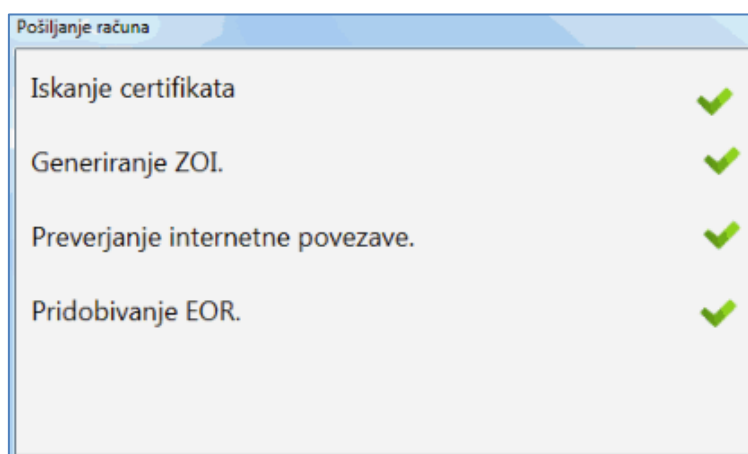 Pošiljanje računa
Iskanje certifikata
Generiranje ZOI.
Preverjanje internetne povezave.
Pridobivanje EOR.